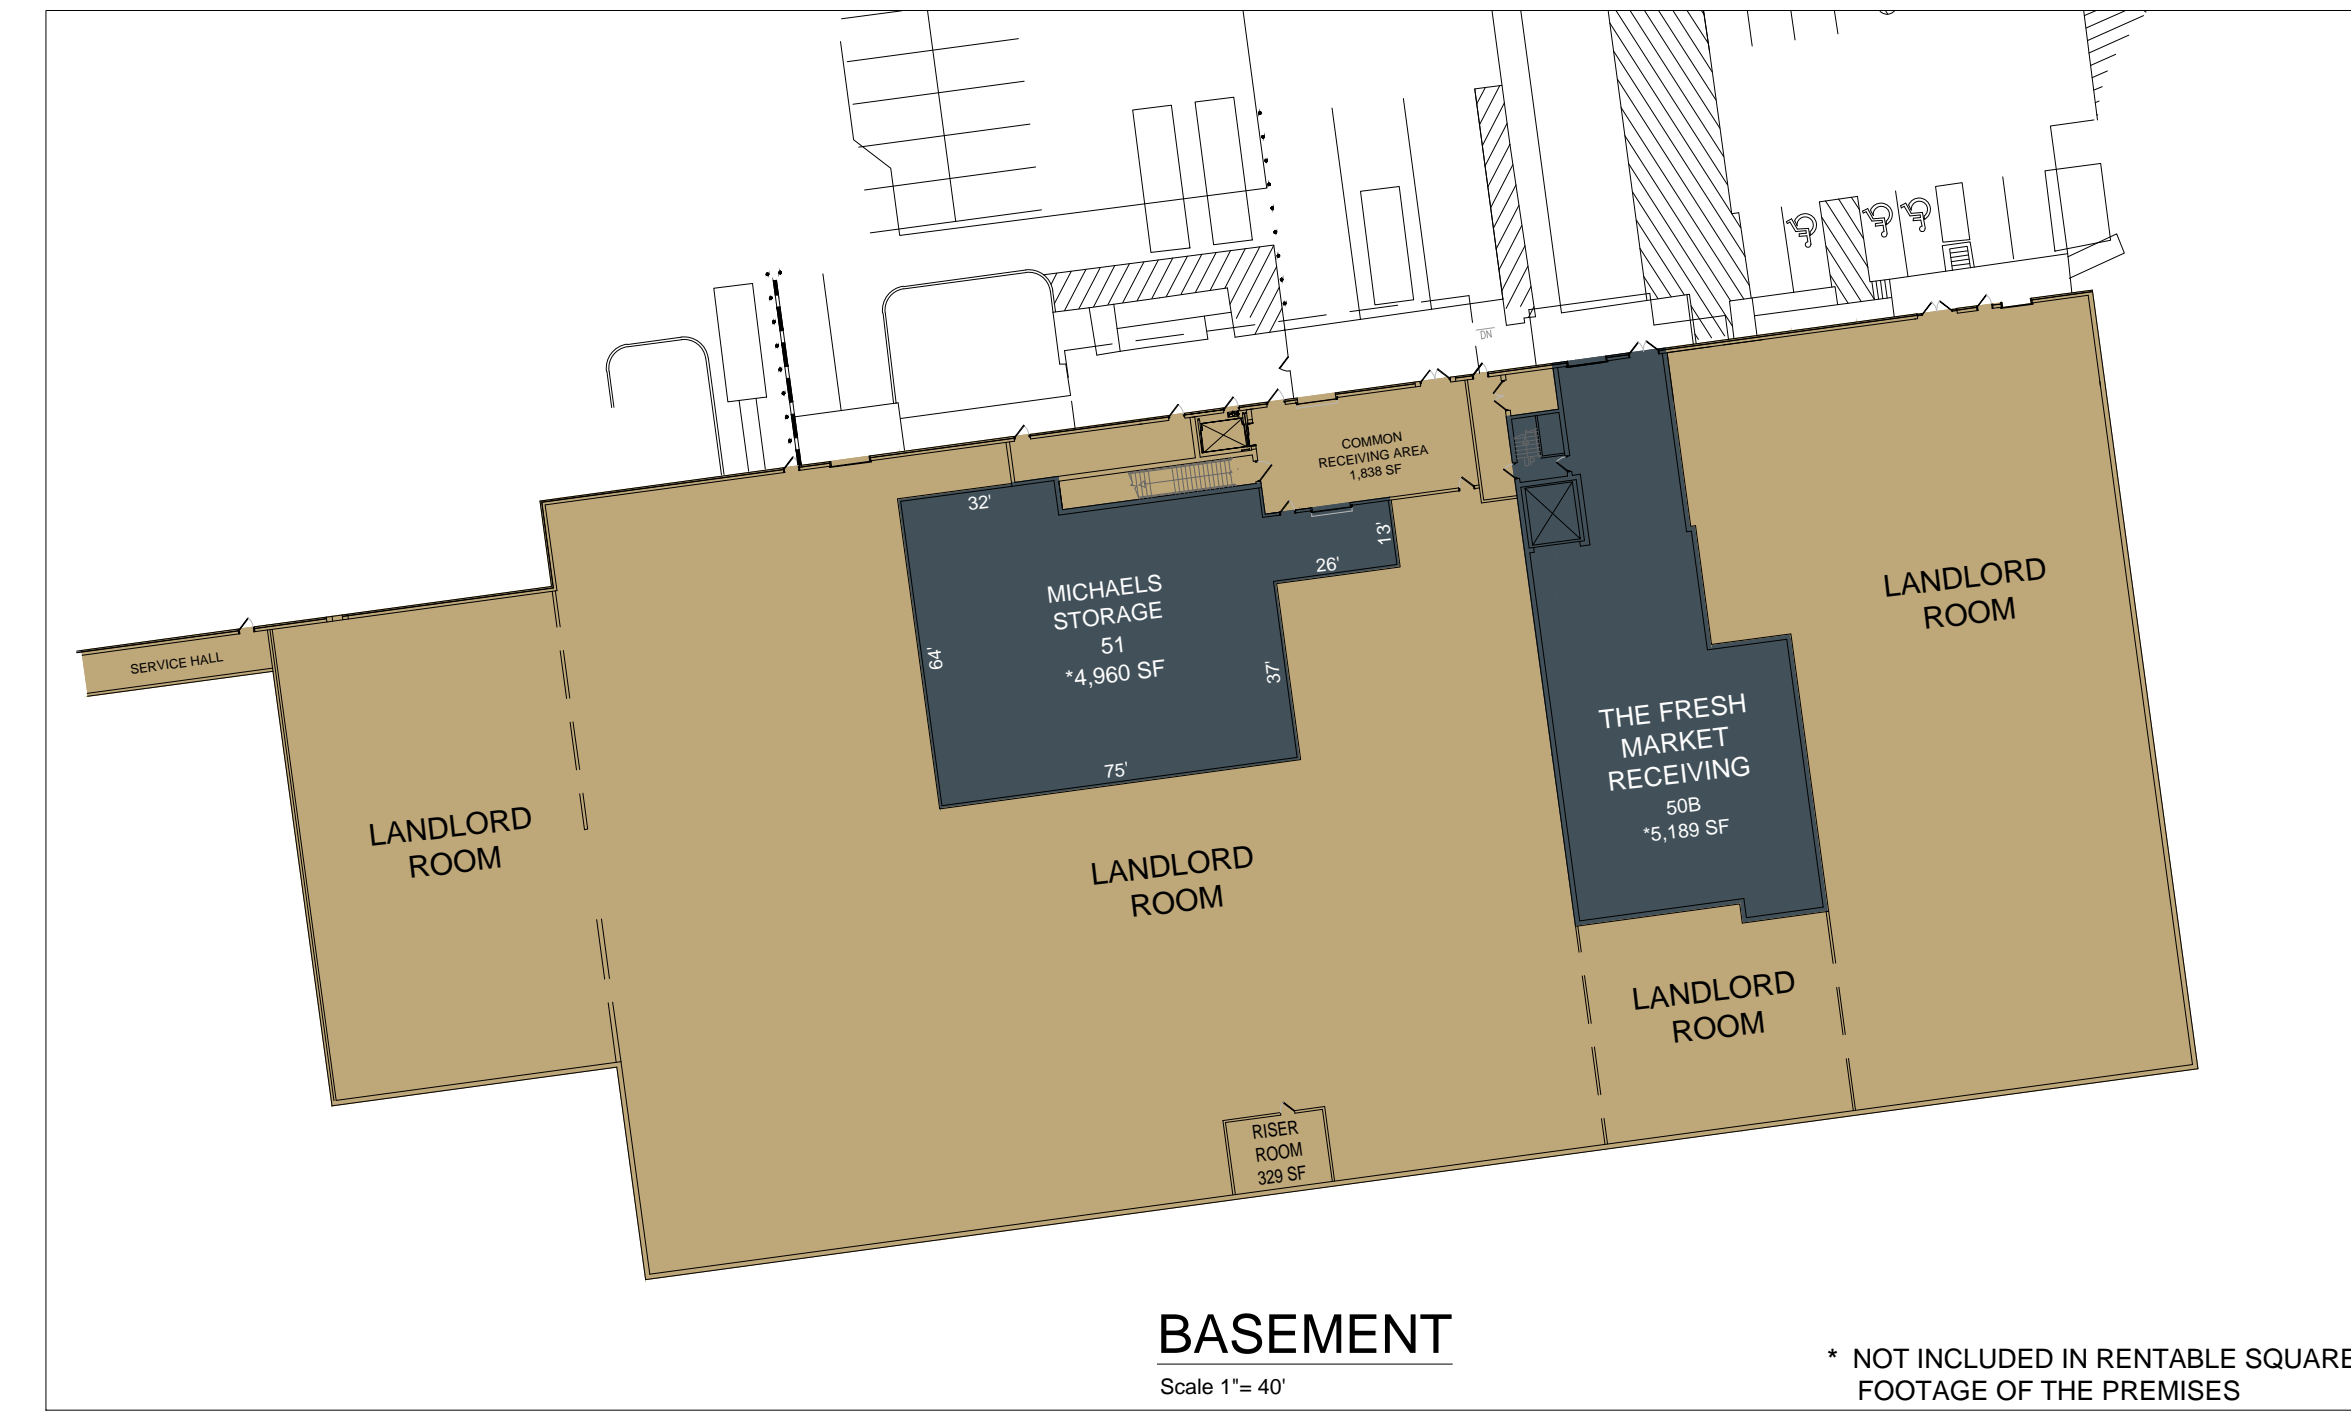 DN
COMMON
RECEIVING AREA
1,838 SF
32'
13'
26'
MICHAELS
STORAGE
51
*4,960 SF
64'
37'
75'
SERVICE HALL
LANDLORD
ROOM
LANDLORD
ROOM
THE FRESH
MARKET
RECEIVING
50B
*5,189 SF
LANDLORD
ROOM
LANDLORD
ROOM
RISER
ROOM
329 SF
BASEMENT
Scale 1"= 40'
* NOT INCLUDED IN RENTABLE SQUARE
FOOTAGE OF THE PREMISES